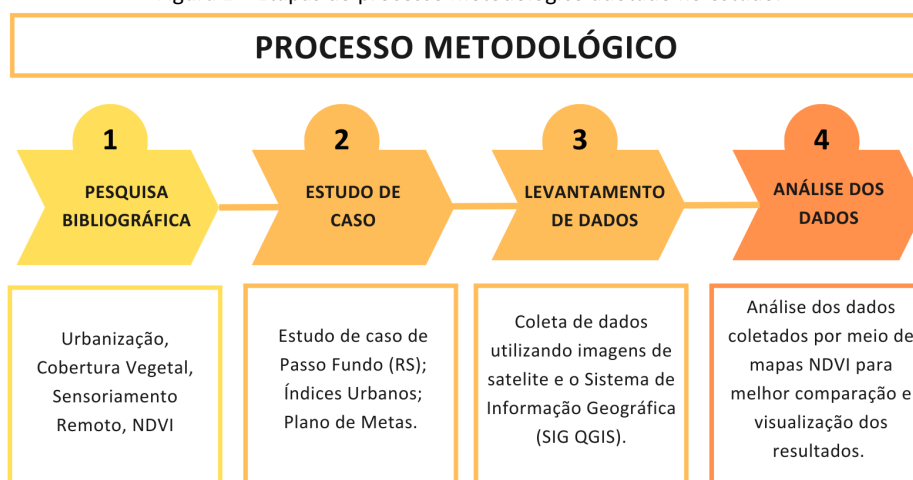 PROCESSO METODOLÓGICO
1
PESQUISA
BIBLIOGRÁFICA
Urbanização,
Cobertura Vegetal,
Sensoriamento
Remoto, NDVI
2
ESTUDO DE
CASO
Estudo de caso de
Passo Fundo (RS);
Índices Urbanos;
Plano de Metas.
3
LEVANTAMENTO
DE DADOS
Coleta de dados
utilizando imagens de
satelite e o Sistema de
Informação Geográfica
(SIG QGIS).
4
ANÁLISE DOS
DADOS
Análise dos dados
coletados por meio de
mapas NDVI para
melhor comparação e
visualização dos
resultados.